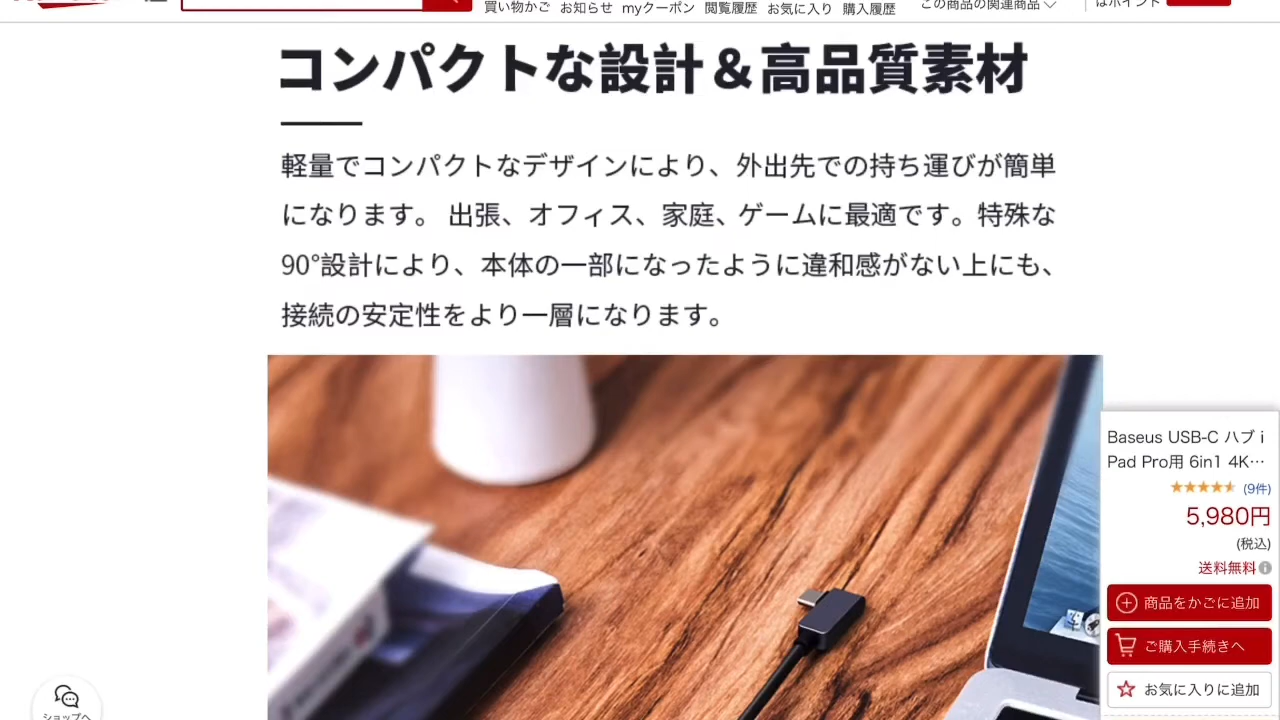 買い物かご お知らせ myクーポン 閲覧履歴 お気に入り 購入履歴
この商品の関連商品
はポイント
コンパクトな設計＆高品質素材
軽量でコンパクトなデザインにより、外出先での持ち運びが簡単
になります。 出張、オフィス、家庭、ゲームに最適です。特殊な
90°設計により、本体の一部になったように違和感がない上にも、
接続の安定性をより一層になります。
Baseus USB-C ハブ i
Pad Pro用 6in1 4K…
(9件)
5,980円
(税込)
送料無料
商品をかごに追加
ご購入手続きへ
お気に入りに追加
ショップへ